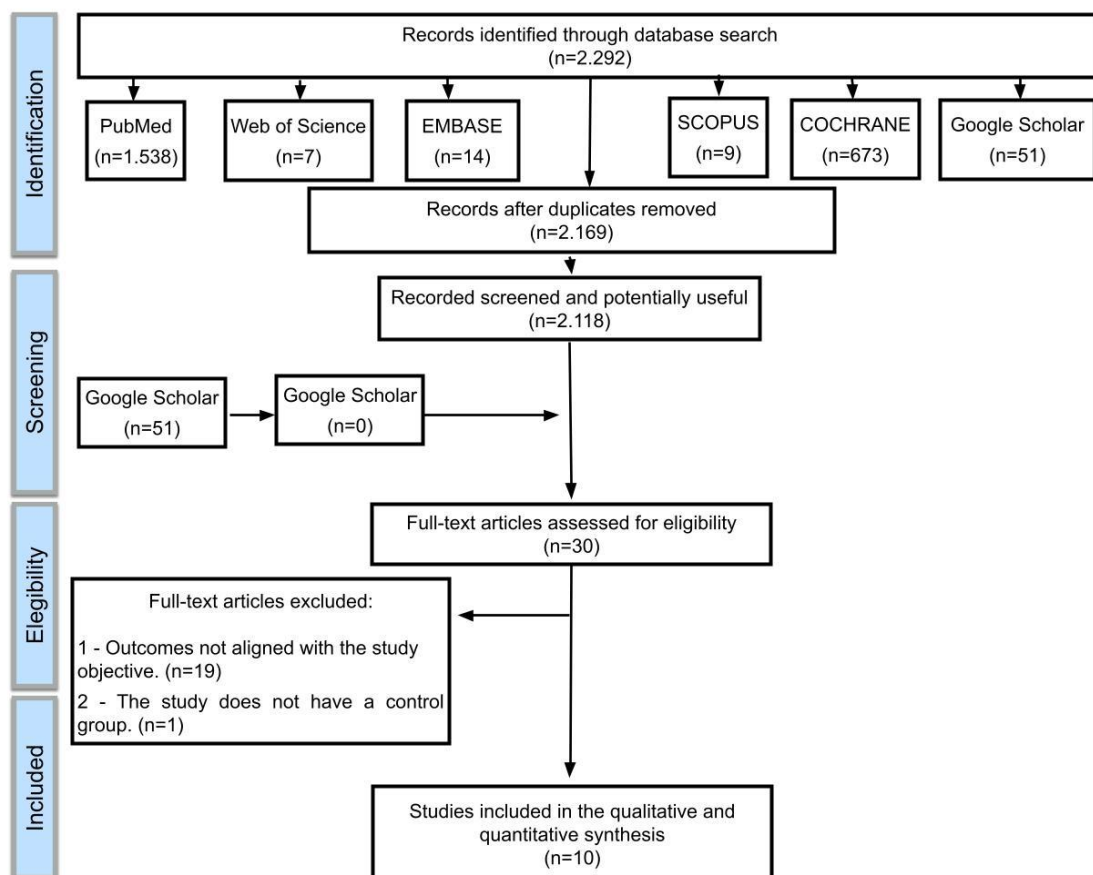 Identification
Records identified through database search
(n=2.292)
PubMed
(n=1.538)
Web of Science
(n=7)
EMBASE
(n=14)
SCOPUS
(n=9)
COCHRANE
(n=673)
Google Scholar
(n=51)
Records after duplicates removed
(n=2.169)
Screening
Recorded screened and potentially useful
(n=2.118)
Google Scholar
(n=51)
Google Scholar
(n=0)
Elegibility
Full-text articles assessed for eligibility
(n=30)
Full-text articles excluded:
1 - Outcomes not aligned with the study
objective. (n=19)
2 - The study does not have a control
group. (n=1)
Included
Studies included in the qualitative and
quantitative synthesis
(n=10)